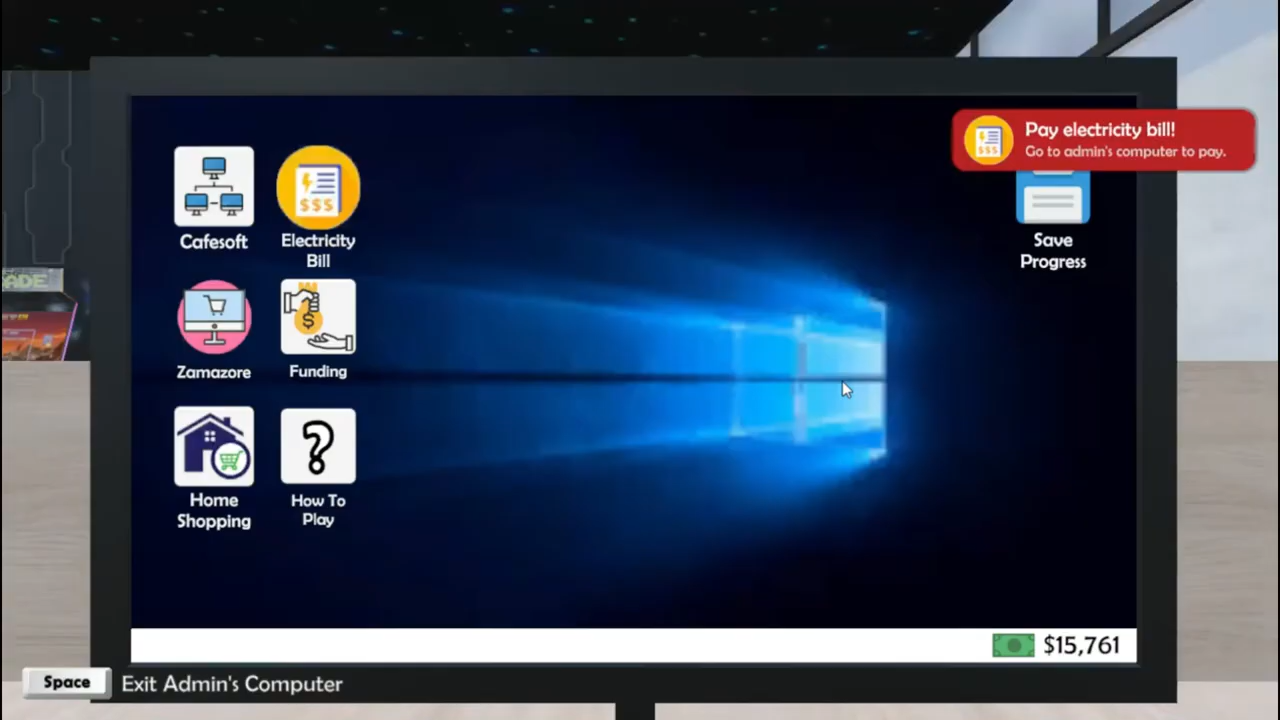 Pay electricity bill!
Go to admin's computer to pay.
Cafesoft
Electricity
Bill
$$$
Save
Progress
Zamazore
Funding
Home
Shopping
How To
Play
ADE
$15,761
Space
Exit Admin's Computer